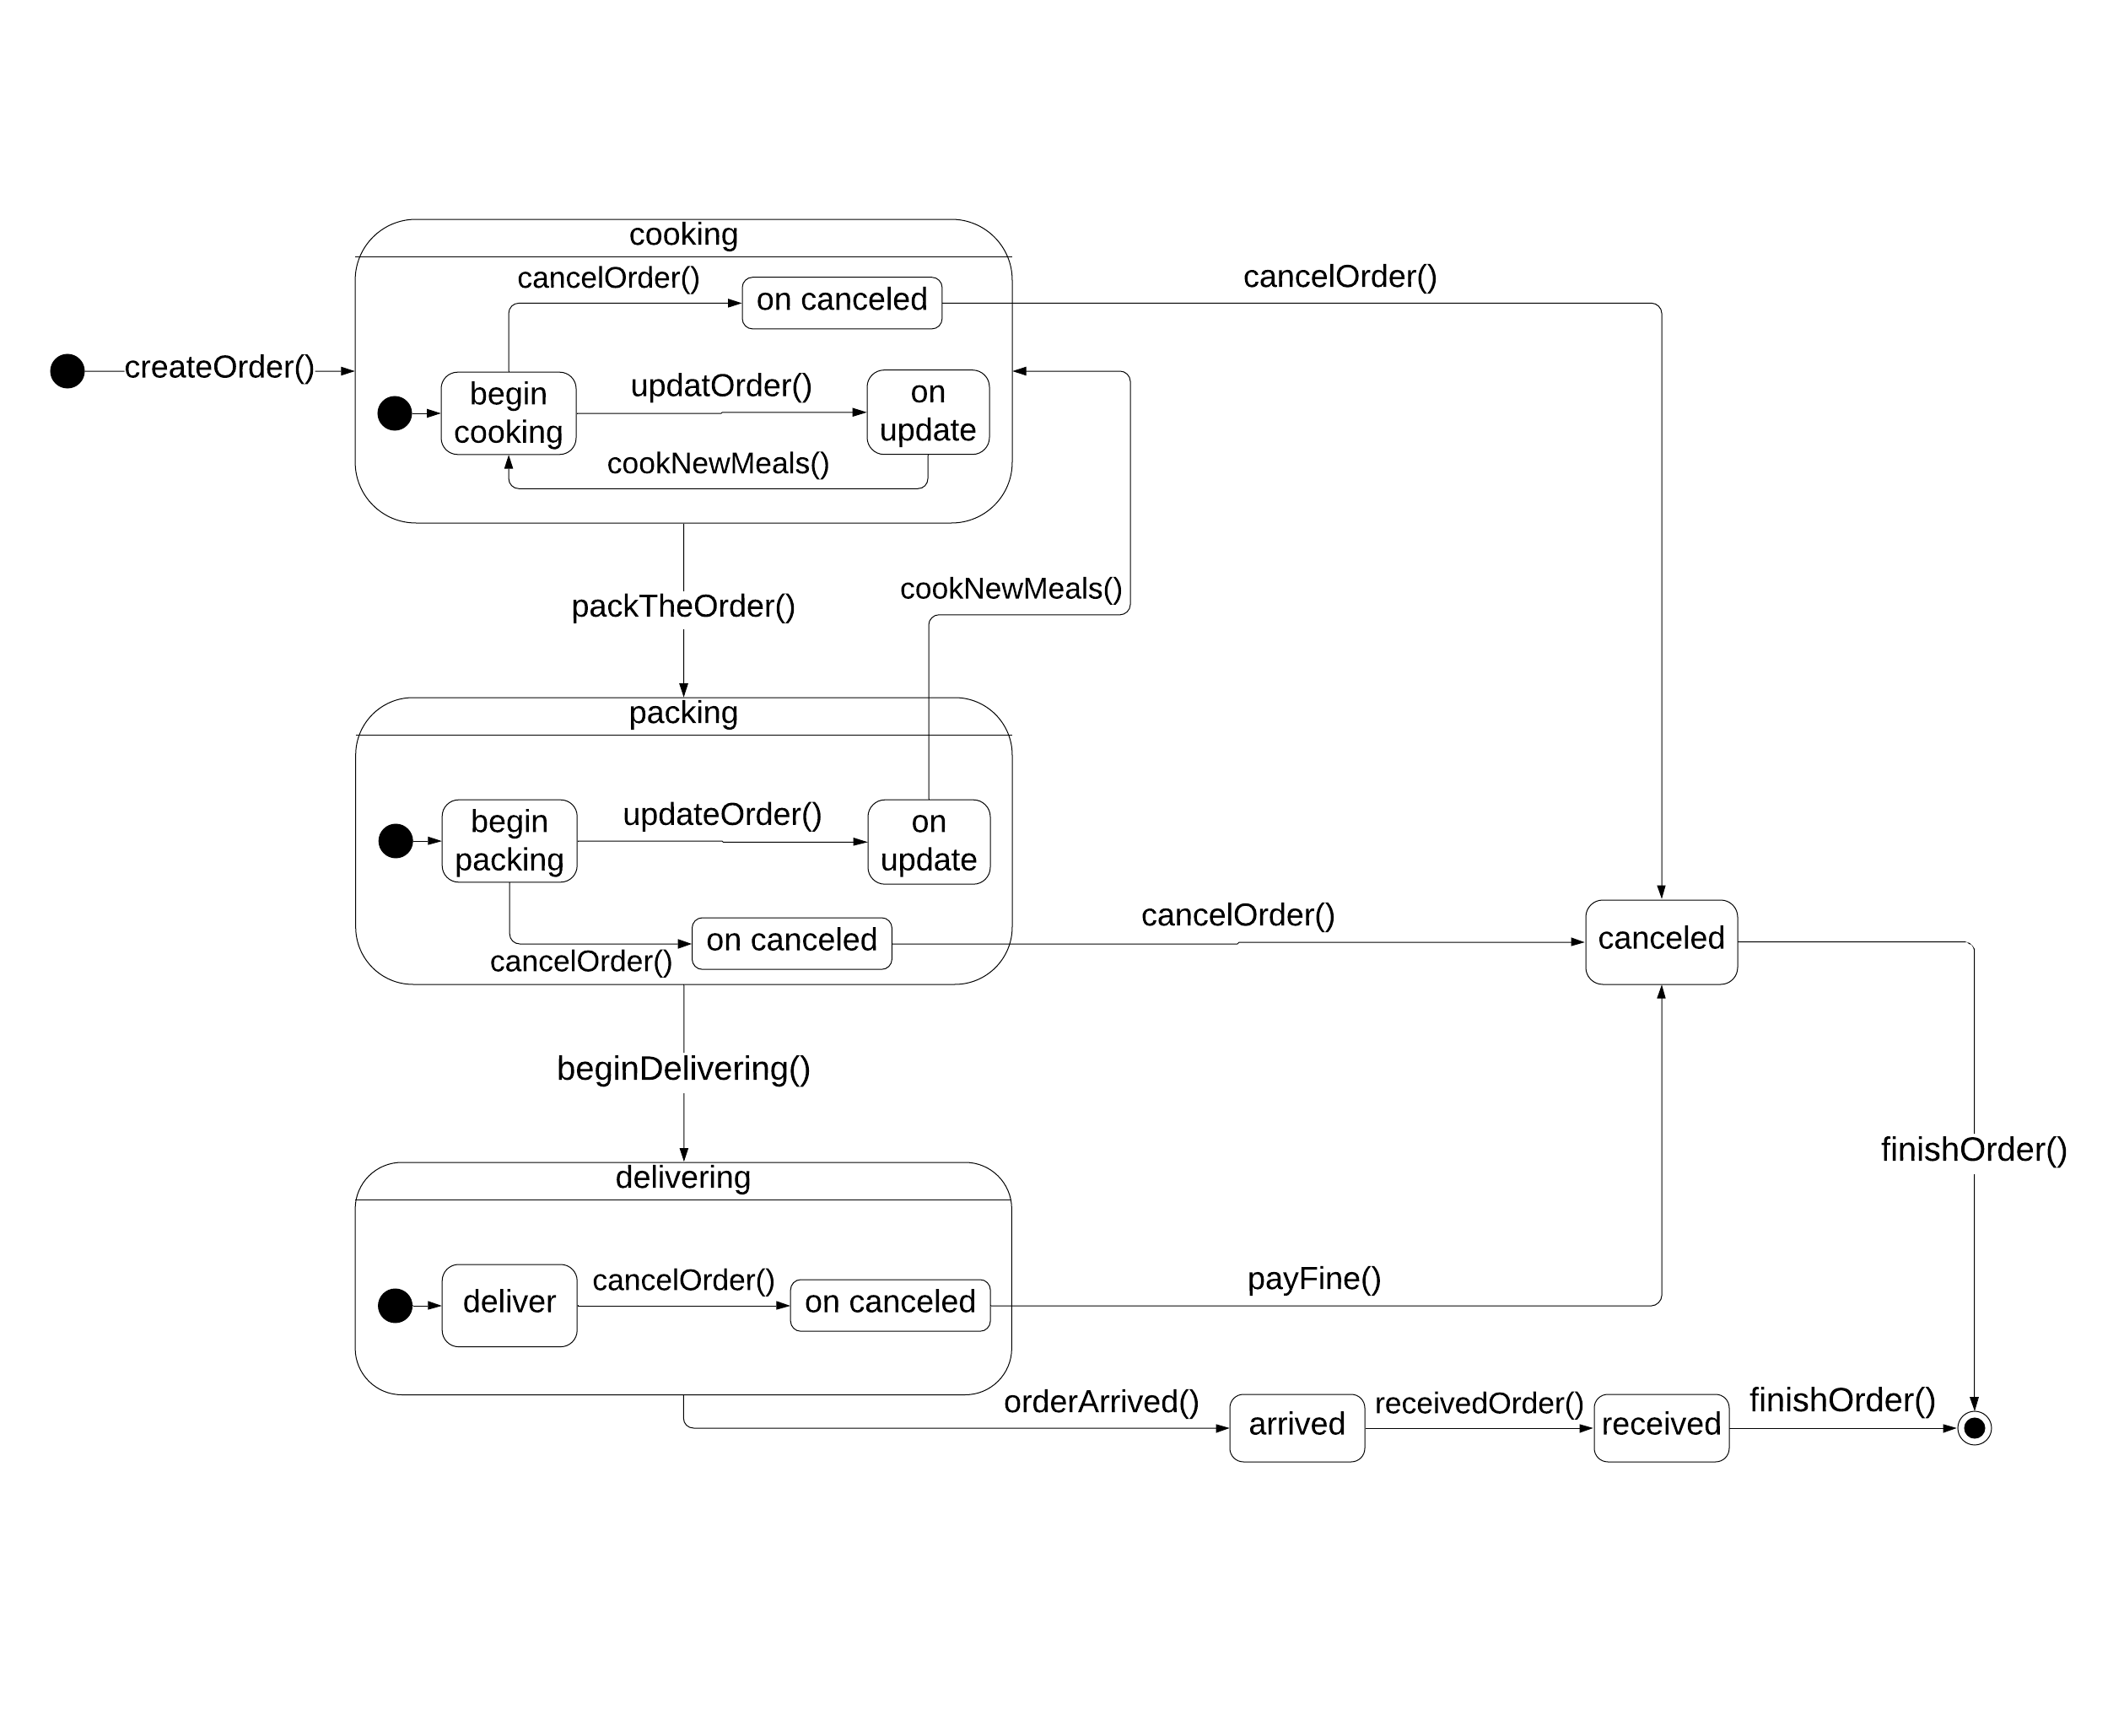 cooking
cancelOrder()
on canceled
cancelOrder()
createOrder()
begin
cooking
updatOrder()
on
update
cookNewMeals()
packTheOrder()
cookNewMeals()
packing
begin
packing
updateOrder()
on
update
cancelOrder()
on canceled
cancelOrder()
canceled
beginDelivering()
finishOrder()
delivering
deliver
cancelOrder()
on canceled
payFine()
orderArrived()
arrived
receivedOrder()
received
finishOrder()